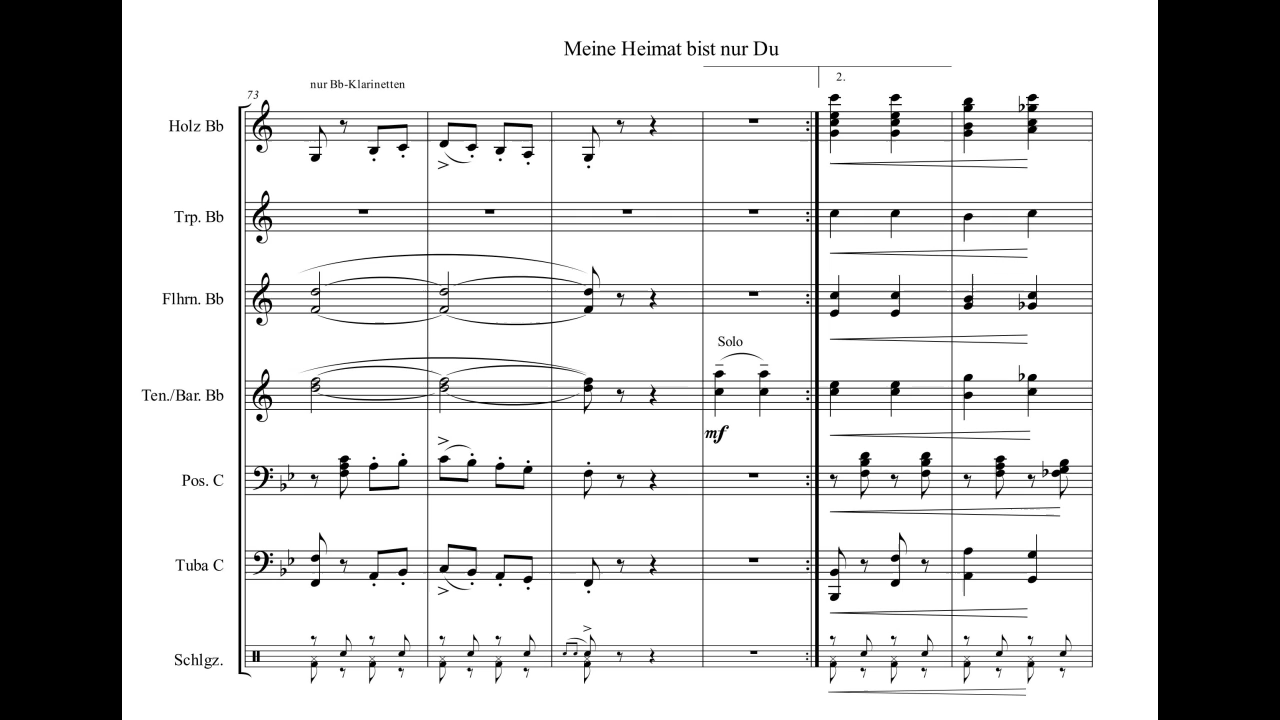 Meine Heimat bist nur Du
2.
nur Bb-Klarinetten
73
Holz Bb
Trp. Bb
Flhrn. Bb
Solo
Ten./Bar. Bb
mf
Pos. C
Tuba C
Schlgz.